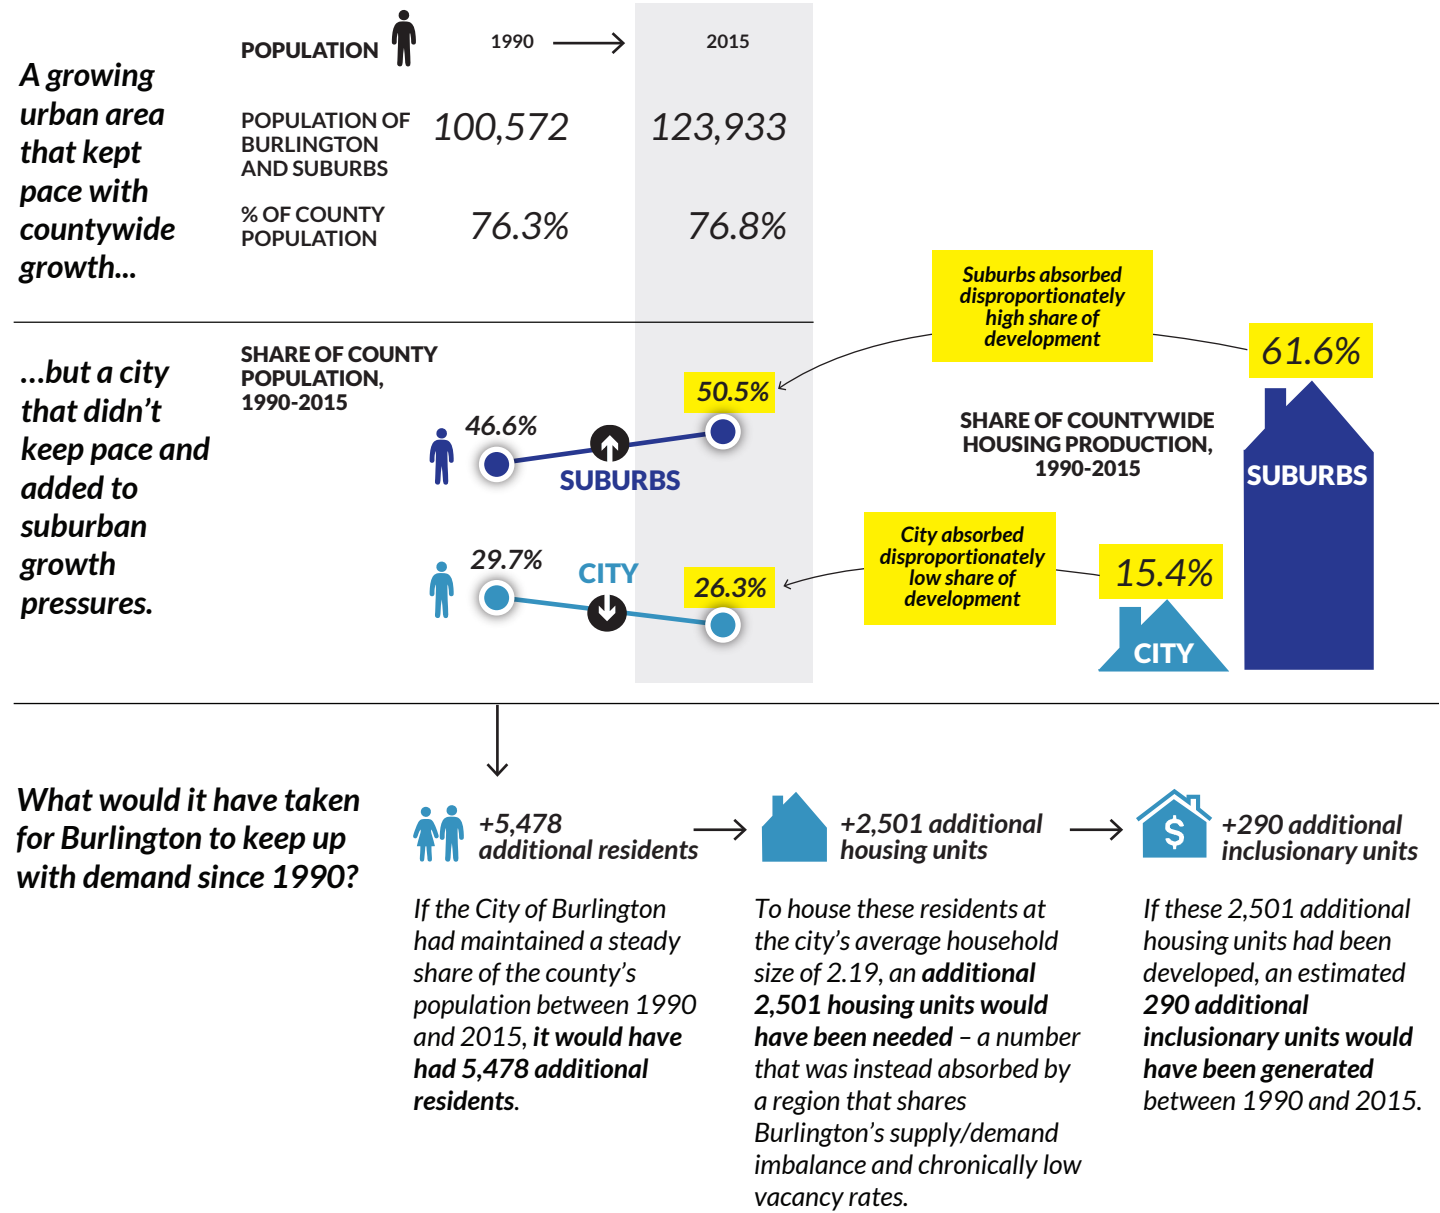 A growing
urban area
that kept
pace with
countywide
growth...
POPULATION
1990
2015
POPULATION OF
BURLINGTON
AND SUBURBS
100,572
123,933
% OF COUNTY
POPULATION
76.3%
76.8%
...but a city
that didn't
keep pace and
added to
suburban
growth
pressures.
SHARE OF COUNTY
POPULATION,
1990-2015
46.6%
50.5%
SUBURBS
29.7%
CITY
26.3%
Suburbs absorbed
disproportionately
high share of
development
61.6%
SHARE OF COUNTYWIDE
HOUSING PRODUCTION,
1990-2015
SUBURBS
City absorbed
disproportionately
low share of
development
15.4%
CITY
What would it have taken
for Burlington to keep up
with demand since 1990?
+5,478
additional residents
If the City of Burlington
had maintained a steady
share of the county's
population between 1990
and 2015, it would have
had 5,478 additional
residents.
+2,501 additional
housing units
To house these residents at
the city's average household
size of 2.19, an additional
2,501 housing units would
have been needed – a number
that was instead absorbed by
a region that shares
Burlington's supply/demand
imbalance and chronically low
vacancy rates.
$
+290 additional
inclusionary units
If these 2,501 additional
housing units had been
developed, an estimated
290 additional
inclusionary units would
have been generated
between 1990 and 2015.